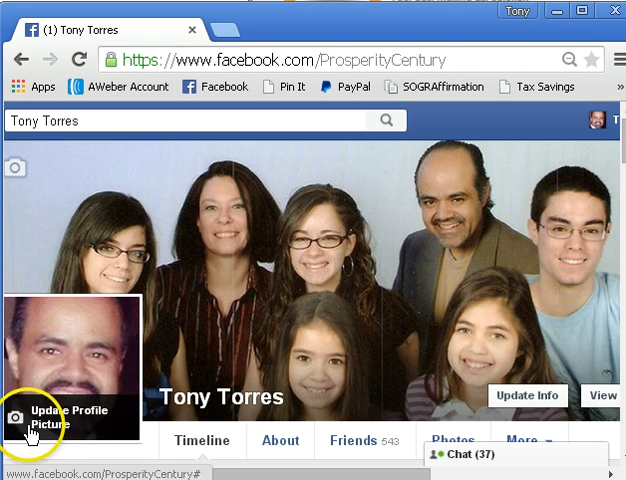 Tony
(1) Tony Torres
https://www.facebook.com/ProsperityCentury
Apps AWeber Account Facebook Pin It PayPal SOGRAffirmation Tax Savings »
Tony Torres T
Update Profile
Picture
Tony Torres
Update Info View
Timeline About Friends 543 Photos More
Chat (37)
www.facebook.com/ProsperityCentury#